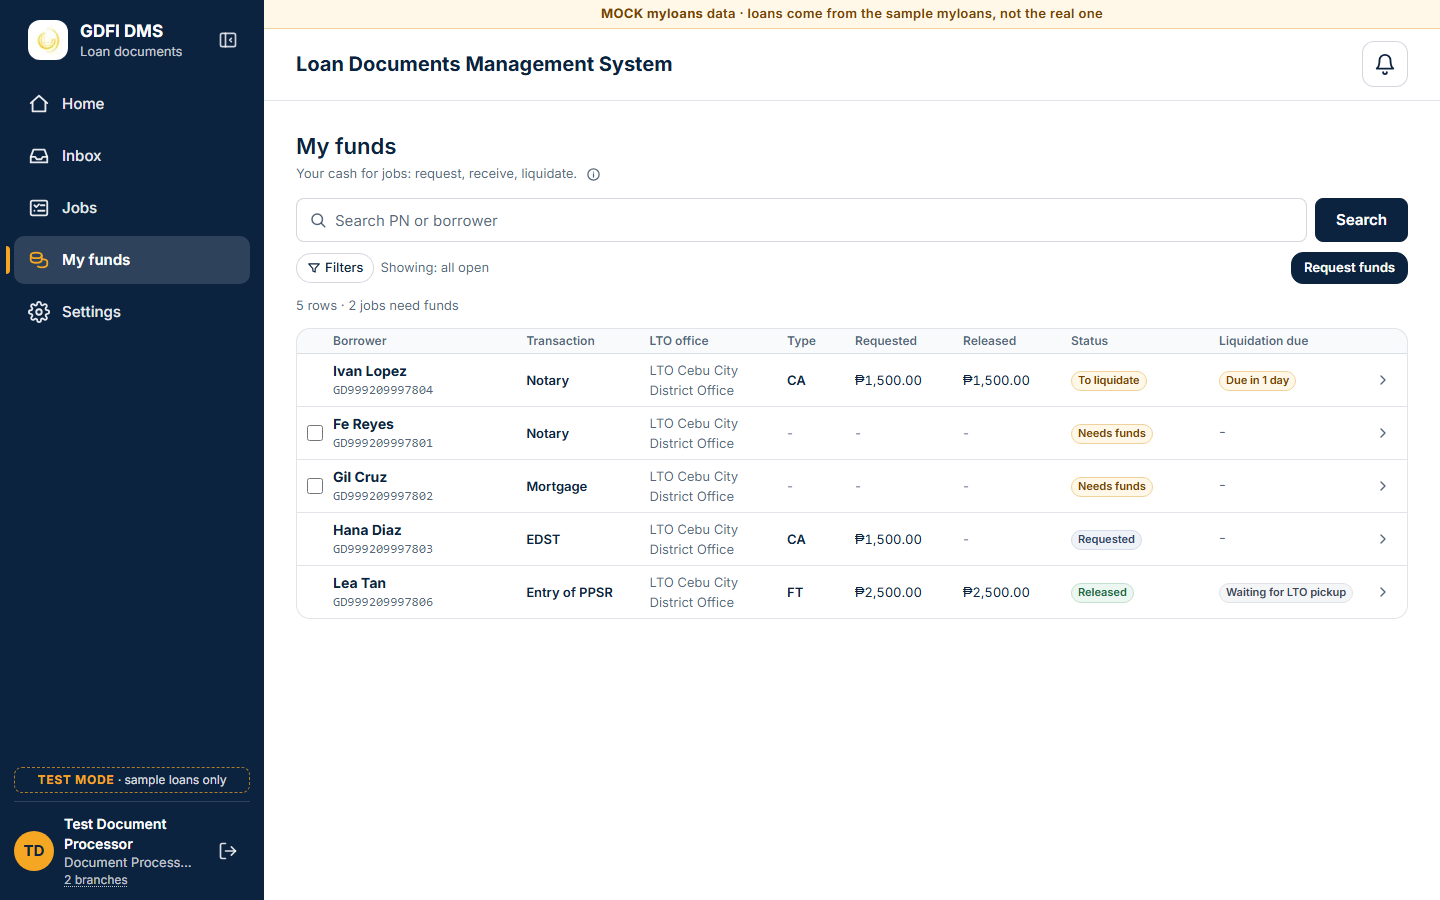 MOCK myloans data · loans come from the sample myloans, not the real one
GDFI DMS
Loan documents
Home
Inbox
Jobs
My funds
Settings
TEST MODE · sample loans only
TD
Test Document
Processor
Document Process...
2 branches
Loan Documents Management System
My funds
Your cash for jobs: request, receive, liquidate.
Search PN or borrower
Search
Filters
Showing: all open
Request funds
5 rows · 2 jobs need funds
Borrower Transaction LTO office Type Requested Released Status Liquidation due
Ivan Lopez
GD999209997804
Notary
LTO Cebu City
District Office
CA
₱1,500.00
₱1,500.00
To liquidate
Due in 1 day
Fe Reyes
GD999209997801
Notary
LTO Cebu City
District Office
-
-
-
Needs funds
-
Gil Cruz
GD999209997802
Mortgage
LTO Cebu City
District Office
-
-
-
Needs funds
-
Hana Diaz
GD999209997803
EDST
LTO Cebu City
District Office
CA
₱1,500.00
-
Requested
-
Lea Tan
GD999209997806
Entry of PPSR
LTO Cebu City
District Office
FT
₱2,500.00
₱2,500.00
Released
Waiting for LTO pickup